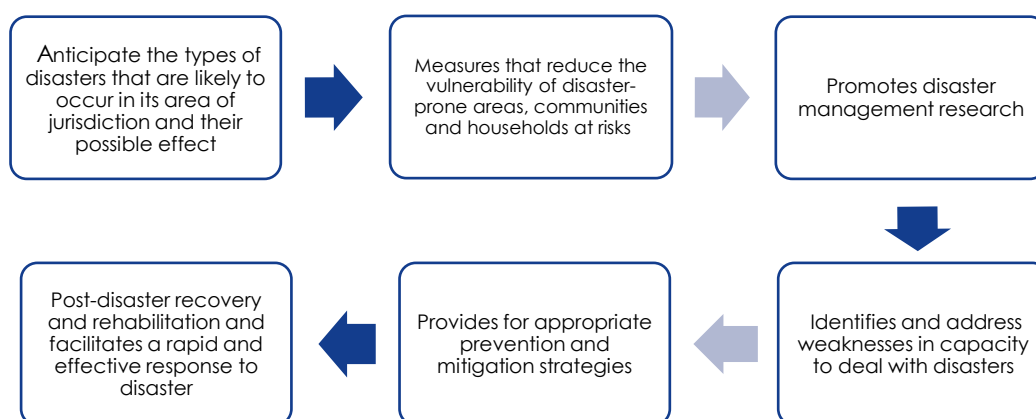 Anticipate the types of
disasters that are likely to
occur in its area of
jurisdiction and their
possible effect
Measures that reduce the
vulnerability of disaster-
prone areas, communities
and households at risks
Promotes disaster
management research
Identifies and address
weaknesses in capacity
to deal with disasters
Provides for appropriate
prevention and
mitigation strategies
Post-disaster recovery
and rehabilitation and
facilitates a rapid and
effective response to
disaster